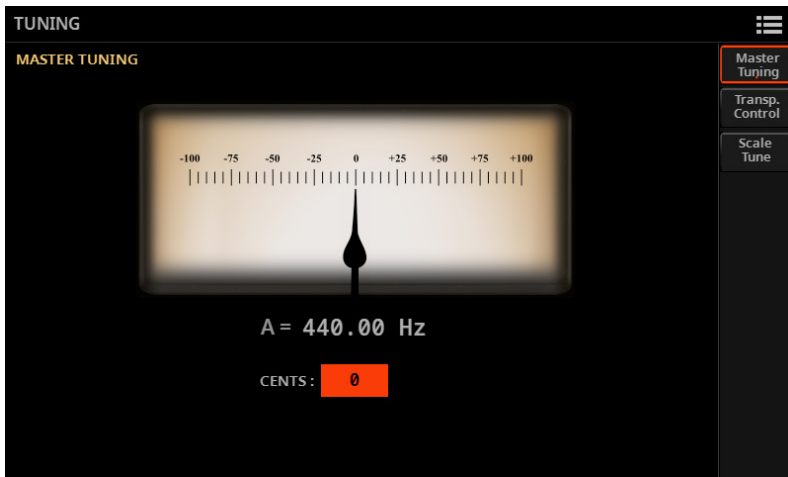 TUNING
MASTER TUNING
-100 -75 -50 -25 0 +25 +50 +75 +100
A = 440.00 Hz
CENTS : 0
Master
Tuning
Transp.
Control
Scale
Tune